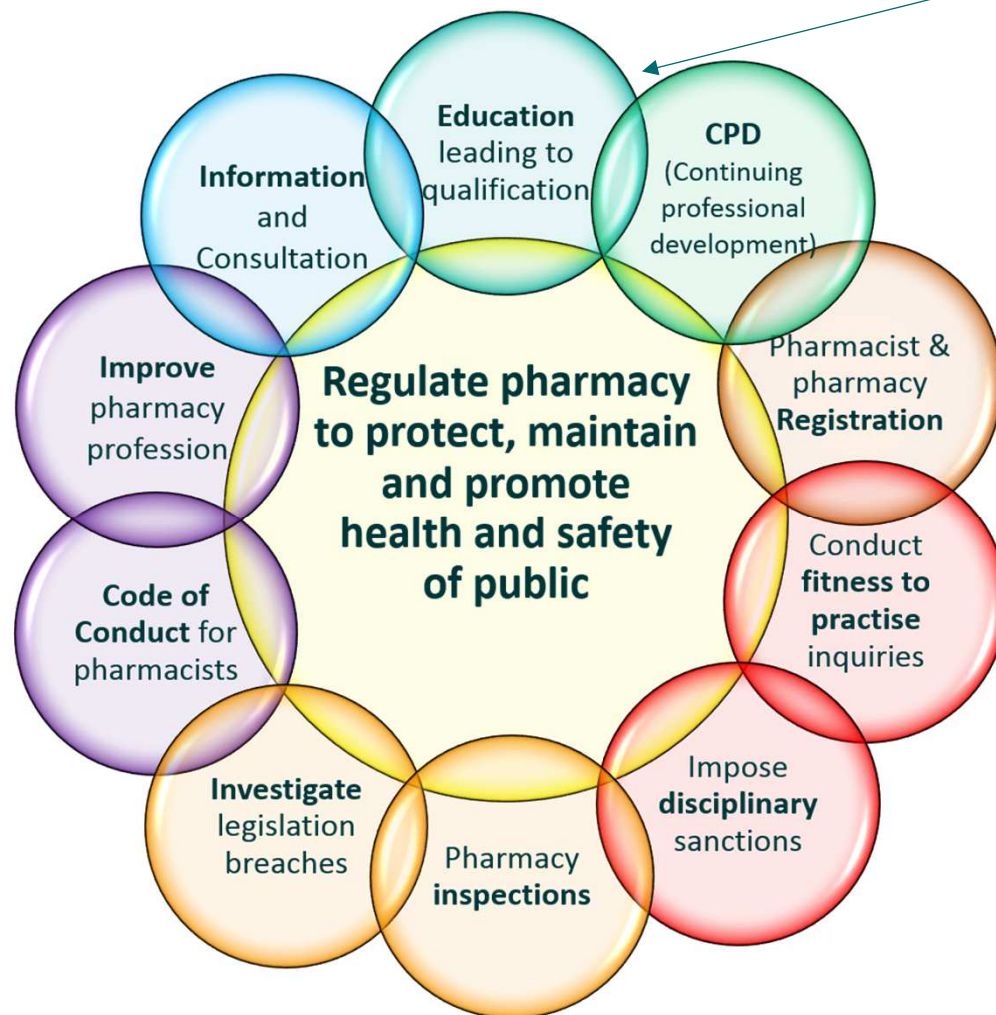 Regulate pharmacy
to protect, maintain
and promote
health and safety
of public
Education
leading to
qualification
CPD
(Continuing
professional
development)
Pharmacist &
pharmacy
Registration
Conduct
fitness to
practise
inquiries
Impose
disciplinary
sanctions
Pharmacy
inspections
Investigate
legislation
breaches
Code of
Conduct for
pharmacists
Improve
pharmacy
profession
Information
and
Consultation